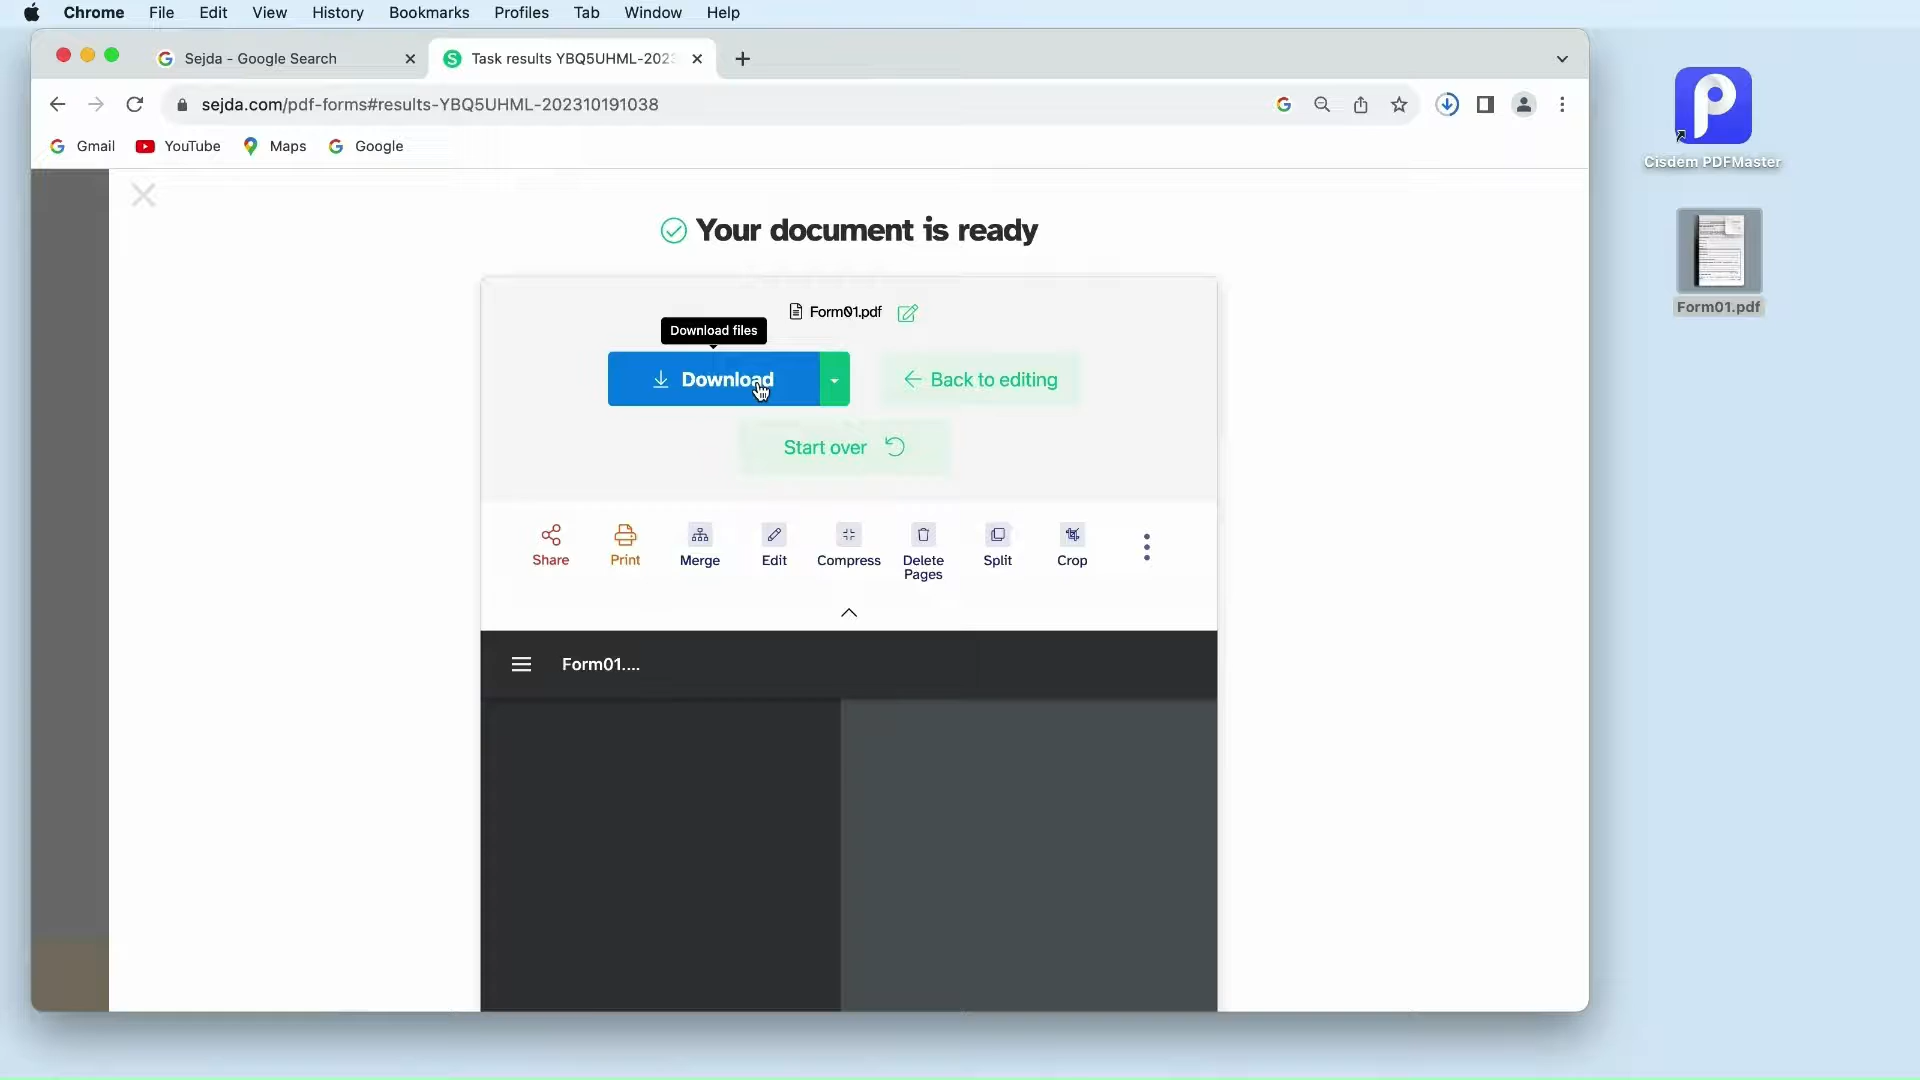 Chrome File Edit View History Bookmarks Profiles Tab Window Help
Sejda - Google Search
Task results YBQ5UHML-202
sejda.com/pdf-forms#results-YBQ5UHML-202310191038
Gmail YouTube Maps Google
Cisdem PDFMaster
Form01.pdf
Your document is ready
Form01.pdf
Download files
Download
Back to editing
Start over
Share Print Merge Edit Compress Delete Pages Split Crop
Form01....